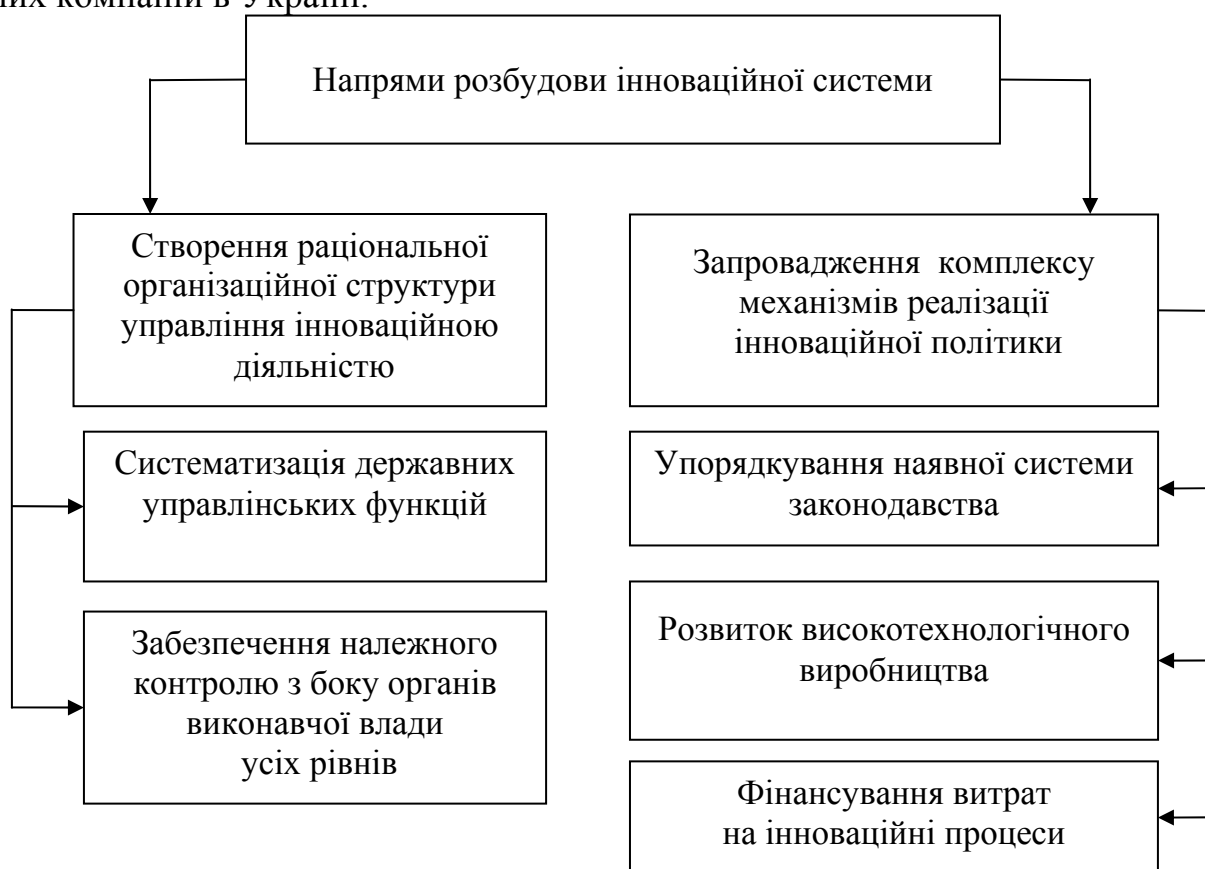 них компаній в Україні.
Напрями розбудови інноваційної системи
Створення раціональної
організаційної структури
управління інноваційною
діяльністю
Запровадження комплексу
механізмів реалізації
інноваційної політики
Систематизація державних
управлінських функцій
Упорядкування наявної системи
законодавства
Забезпечення належного
контролю з боку органів
виконавчої влади
усіх рівнів
Розвиток високотехнологічного
виробництва
Фінансування витрат
на інноваційні процеси